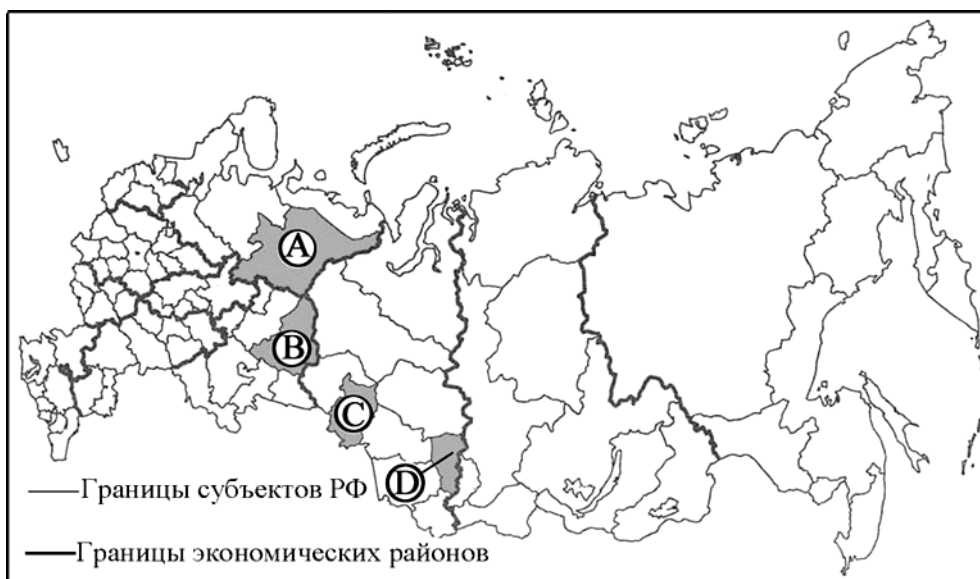 A
B
C
D
Границы субъектов РФ
Границы экономических районов